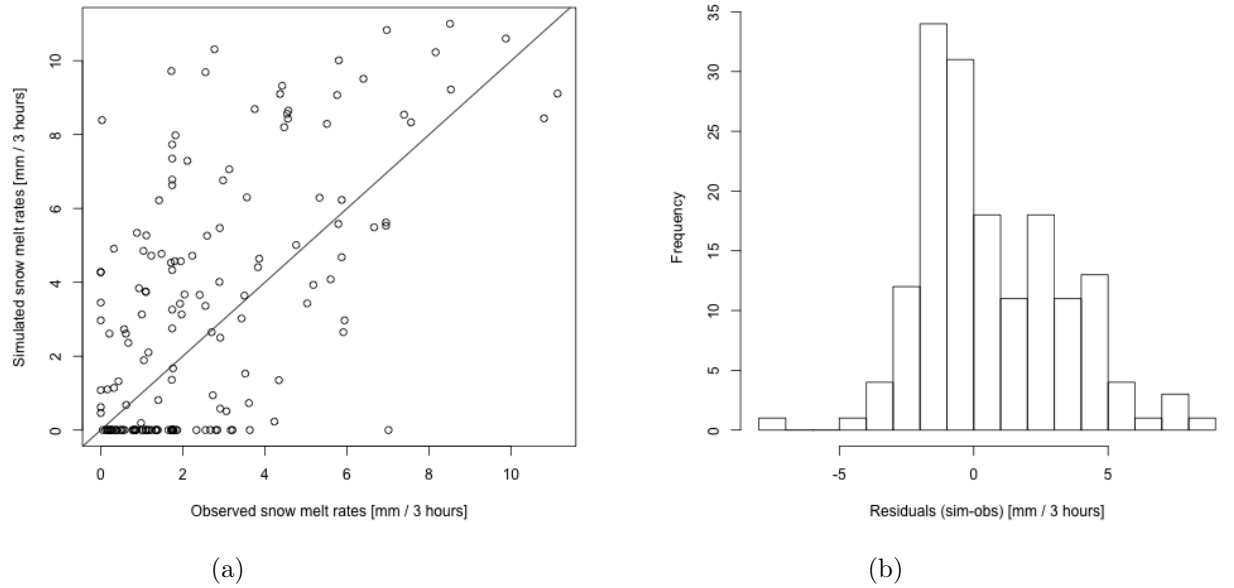 Simulated snow melt rates [mm / 3 hours]
10
8
6
4
2
0
0 2 4 6 8 10
Observed snow melt rates [mm / 3 hours]
(a)
Frequency
35
30
25
20
15
10
5
0
-5 0 5
Residuals (sim-obs) [mm / 3 hours]
(b)